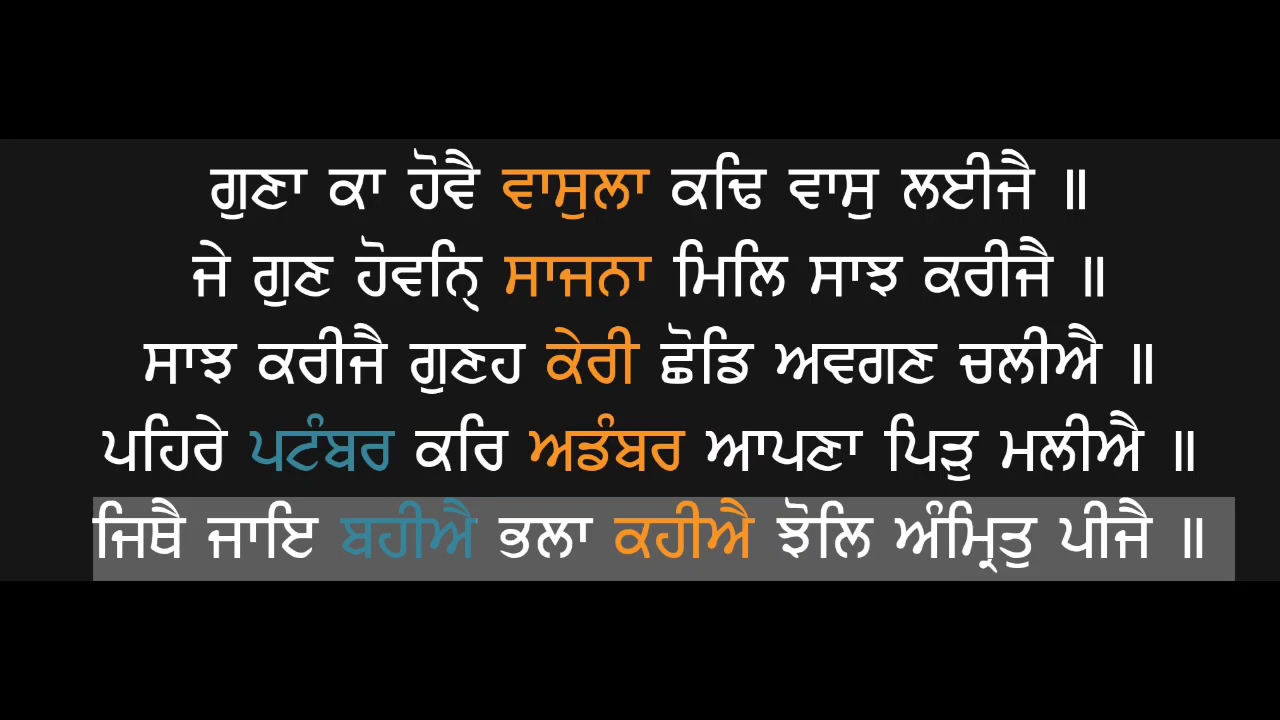 ਗੁਣਾ ਕਾ ਹੋਵੈ ਵਾਸੁਲਾ ਕਢਿ ਵਾਸੁ ਲਈਜੈ ॥
ਜੇ ਗੁਣ ਹੋਵਨ੍ਹਿ ਸਾਜਨਾ ਮਿਲਿ ਸਾਝ ਕਰੀਜੈ ॥
ਸਾਝ ਕਰੀਜੈ ਗੁਣਹ ਕੇਰੀ ਛੋਡਿ ਅਵਗਣ ਚਲੀਐ ॥
ਪਹਿਰੇ ਪਟੰਬਰ ਕਰਿ ਅਡੰਬਰ ਆਪਣਾ ਪਿੜੁ ਮਲੀਐ ॥
ਜਿਥੈ ਜਾਇ ਬਹੀਐ ਭਲਾ ਕਹੀਐ ਝੋਲਿ ਅੰਮ੍ਰਿਤੁ ਪੀਜੈ ॥